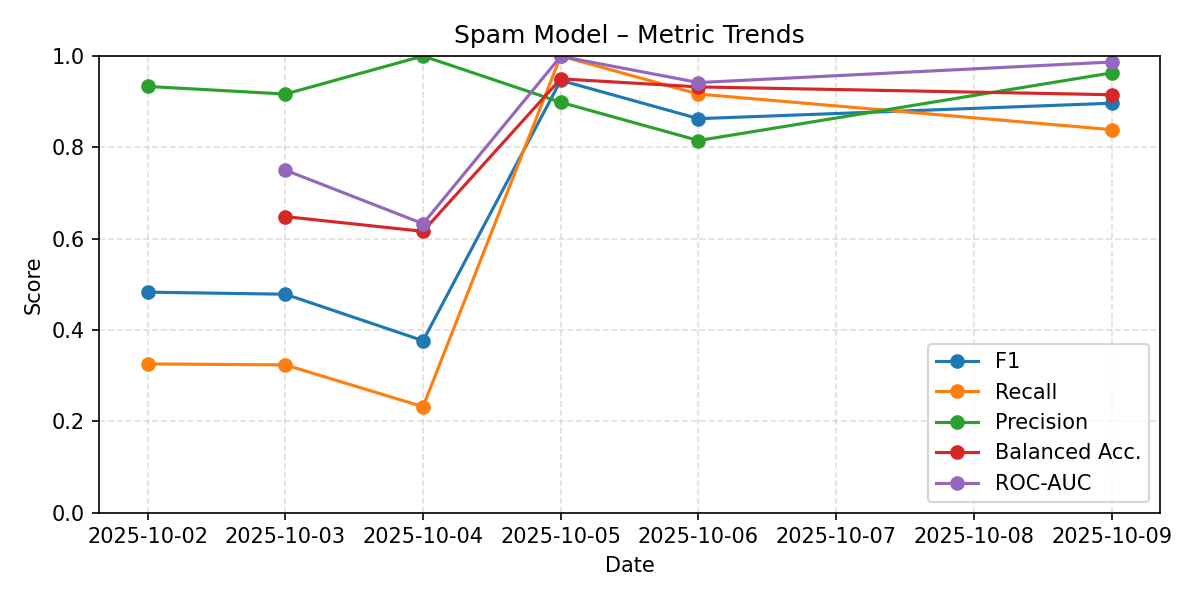 Spam Model – Metric Trends
1.0
0.8
0.6
0.4
0.2
0.0
Score
F1
Recall
Precision
Balanced Acc.
ROC-AUC
2025-10-02 2025-10-03 2025-10-04 2025-10-05 2025-10-06 2025-10-07 2025-10-08 2025-10-09
Date